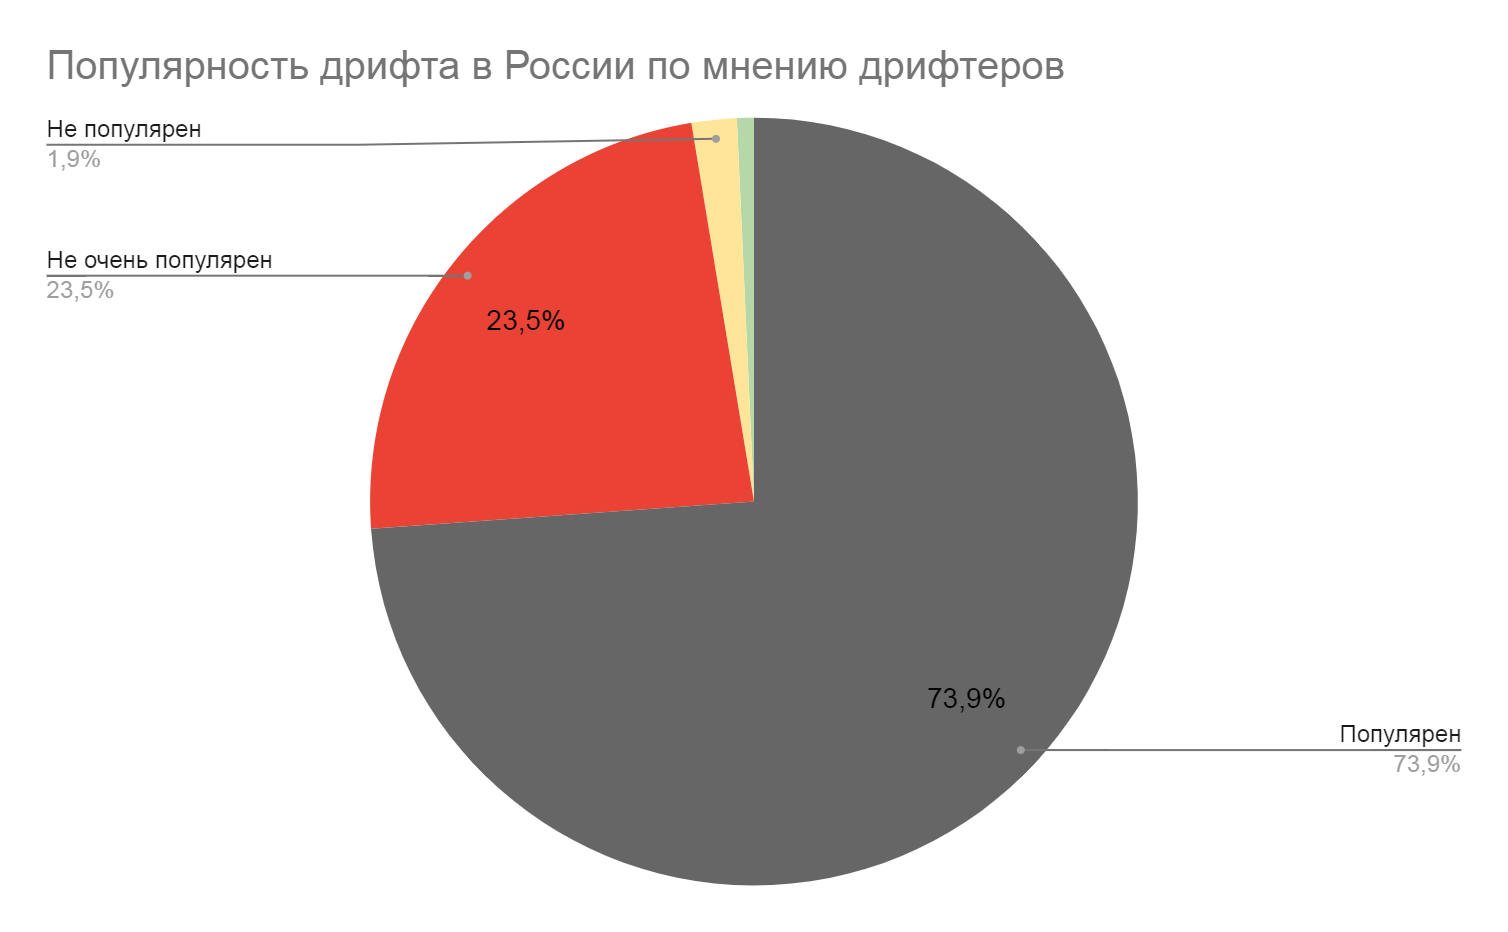 Популярность дрифта в России по мнению дрифтеров
Не популярен
1,9%
Не очень популярен
23,5%
23,5%
73,9%
Популярен
73,9%